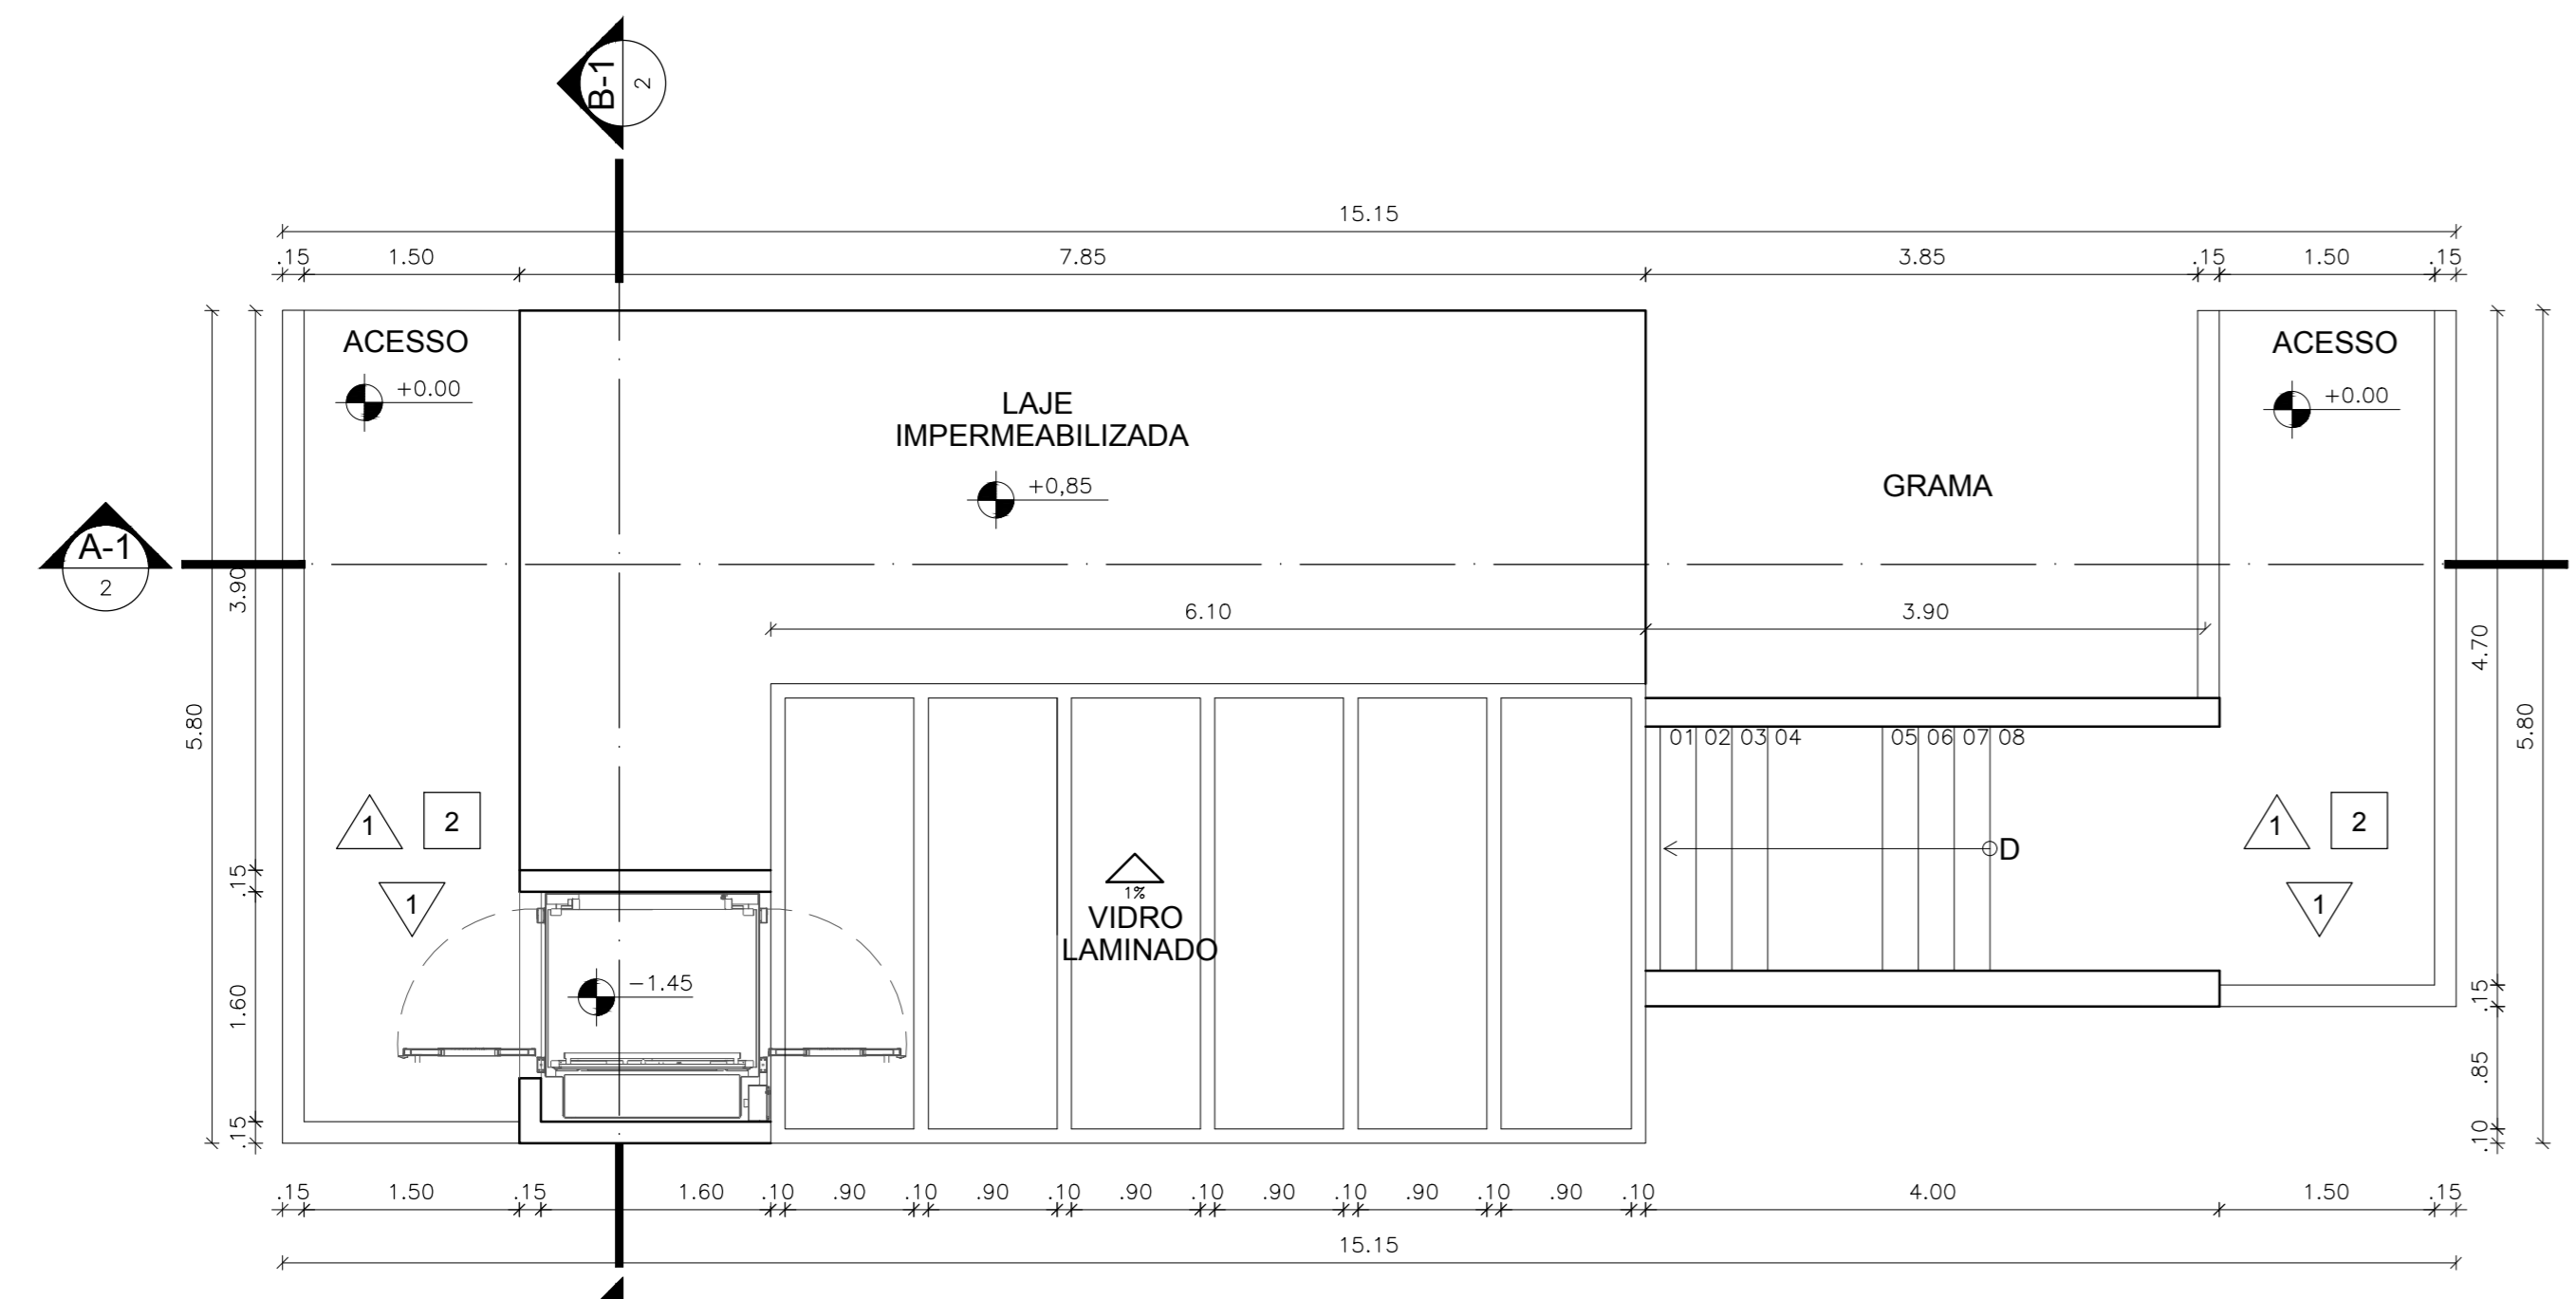 B-1
2
15.15
.15 1.50 7.85 3.85 .15 1.50 .15
ACESSO
+0.00
LAJE
IMPERMEABILIZADA
+0,85
GRAMA
ACESSO
+0.00
A-1
2
3.90
6.10
3.90
4.70
5.80
5.80
01 02 03 04 05 06 07 08
1 2
1
.15
D
1 2
1
1%
VIDRO
LAMINADO
-1.45
1.60
.15
.15
.85
.10
.15 1.50 .15 1.60 .10 .90 .10 .90 .10 .90 .10 .90 .10 .90 .10 .90 .10 4.00 1.50 .15
15.15